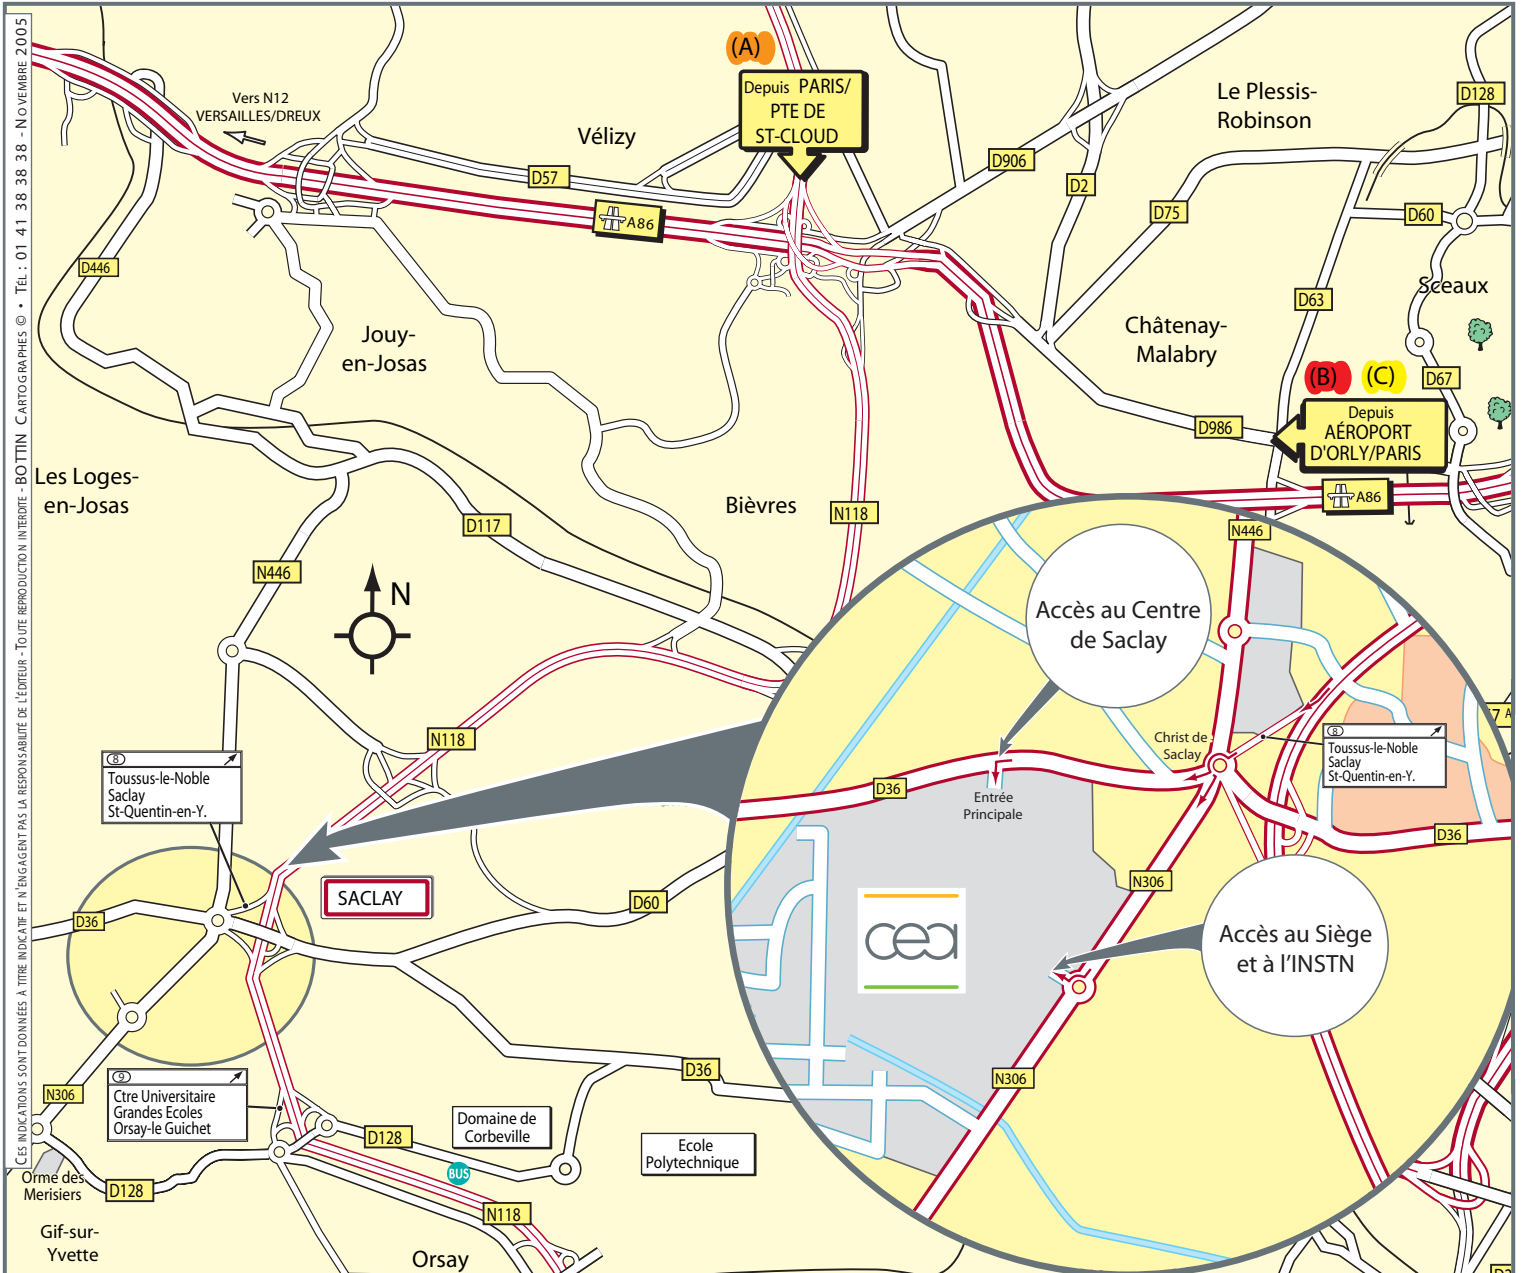 CES INDICATIONS SONT DONNÉES À TITRE INDICATIF ET N'ENGAGENT PAS LA RESPONSABILITÉ DE L'ÉDITEUR - TOUTE REPRODUCTION INTERDITE - BOTTIN CARTOGRAPHES © • TÉL : 01 41 38 38 38 - NOVEMBRE 2005
(A)
Depuis PARIS/
PTE DE
ST-CLOUD
Vers N12
VERSAILLES/DREUX
Vélizy
D57
A86
D906
D2
D75
Le Plessis-
Robinson
D128
D60
D446
D63
Sceaux
Jouy-
en-Josas
Châtenay-
Malabry
(B)
(C)
D67
Depuis
AÉROPORT
D'ORLY/PARIS
D986
A86
Les Loges-
en-Josas
Bièvres
N118
D117
N446
N446
N
Accès au Centre
de Saclay
Christ de
Saclay
8
Toussus-le-Noble
Saclay
St-Quentin-en-Y.
N118
8
Toussus-le-Noble
Saclay
St-Quentin-en-Y.
D36
Entrée
Principale
D36
SACLAY
D60
D36
N306
cea
Accès au Siège
et à l'INSTN
N306
D36
N306
9
Ctre Universitaire
Grandes Ecoles
Orsay-le Guichet
Domaine de
Corbeville
D128
Ecole
Polytechnique
BUS
Orme des
Merisiers
D128
N118
Gif-sur-
Yvette
Orsay